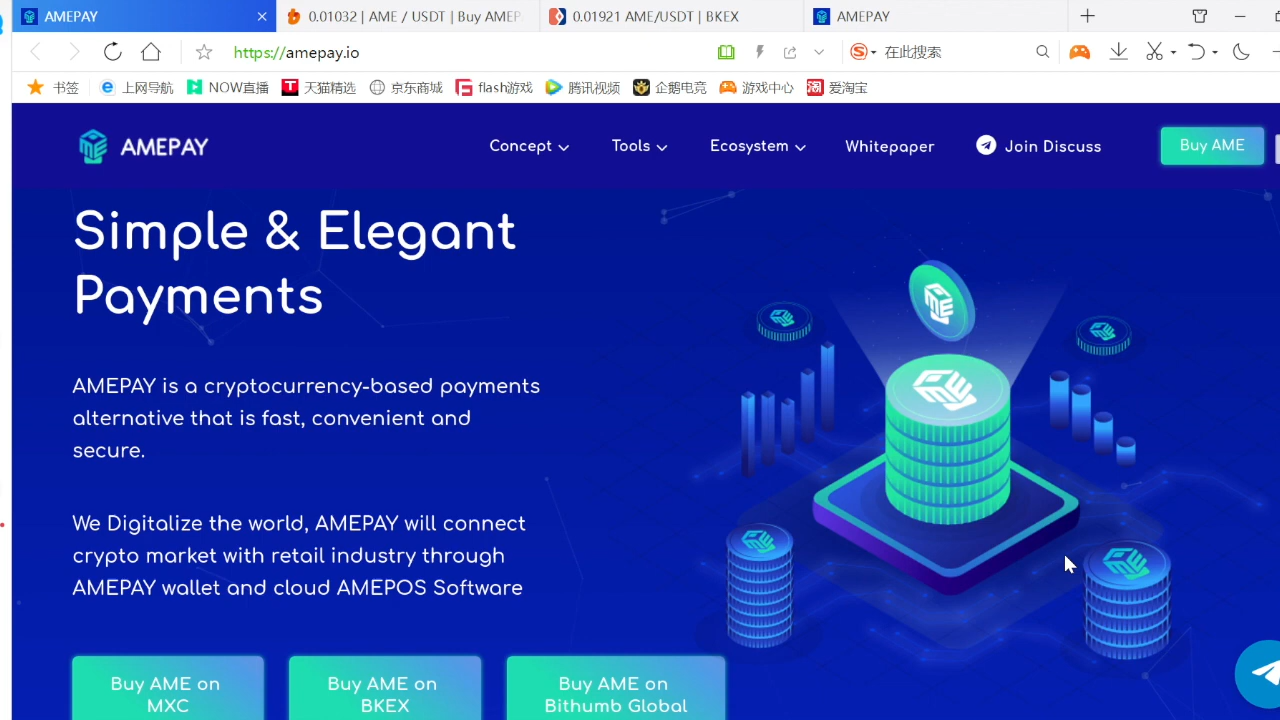 AMEPAY
0.01032 | AME / USDT | Buy AMEP
0.01921 AME/USDT | BKEX
AMEPAY
https://amepay.io
在此搜索
书签
上网导航
NOW直播
天猫精选
京东商城
flash游戏
腾讯视频
企鹅电竞
游戏中心
淘
爱淘宝
AMEPAY
Concept
Tools
Ecosystem
Whitepaper
Join Discuss
Buy AME
Simple & Elegant
Payments
AMEPAY is a cryptocurrency-based payments
alternative that is fast, convenient and
secure.
We Digitalize the world, AMEPAY will connect
crypto market with retail industry through
AMEPAY wallet and cloud AMEPOS Software
Buy AME on
MXC
Buy AME on
BKEX
Buy AME on
Bithumb Global